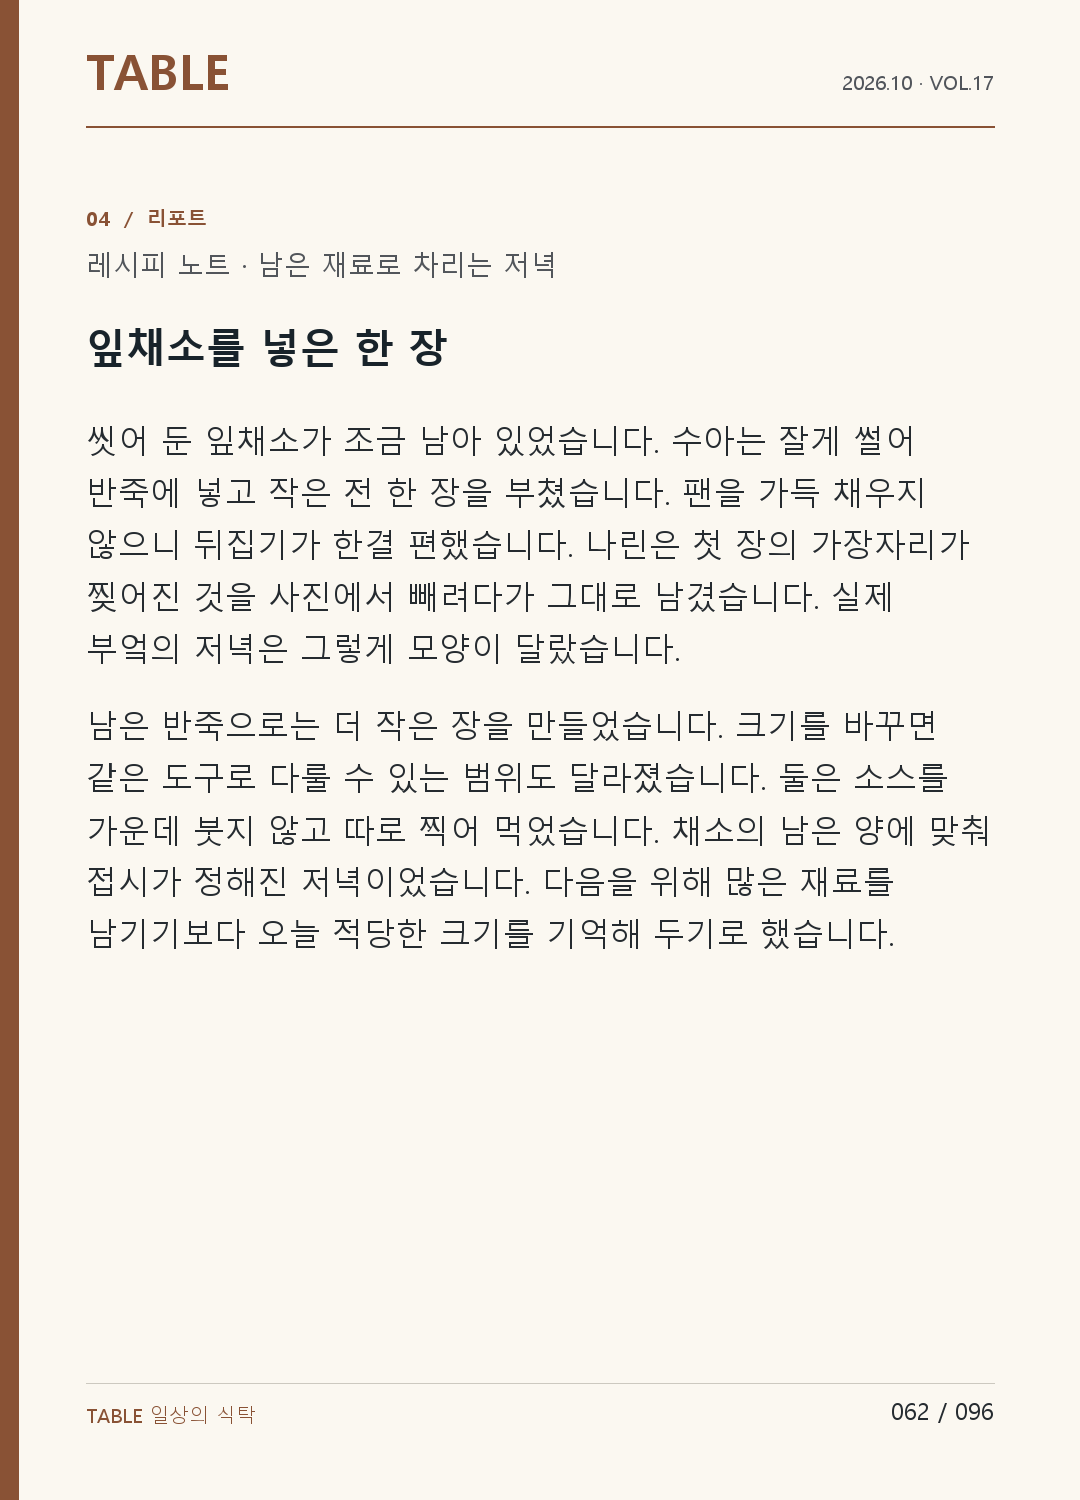 TABLE
2026.10 · VOL.17
04 / 리포트
레시피 노트 · 남은 재료로 차리는 저녁
잎채소를 넣은 한 장
씻어 둔 잎채소가 조금 남아 있었습니다. 수아는 잘게 썰어
반죽에 넣고 작은 전 한 장을 부쳤습니다. 팬을 가득 채우지
않으니 뒤집기가 한결 편했습니다. 나린은 첫 장의 가장자리가
찢어진 것을 사진에서 빼려다가 그대로 남겼습니다. 실제
부엌의 저녁은 그렇게 모양이 달랐습니다.
남은 반죽으로는 더 작은 장을 만들었습니다. 크기를 바꾸면
같은 도구로 다룰 수 있는 범위도 달라졌습니다. 둘은 소스를
가운데 붓지 않고 따로 찍어 먹었습니다. 채소의 남은 양에 맞춰
접시가 정해진 저녁이었습니다. 다음을 위해 많은 재료를
남기기보다 오늘 적당한 크기를 기억해 두기로 했습니다.
TABLE 일상의 식탁
062 / 096